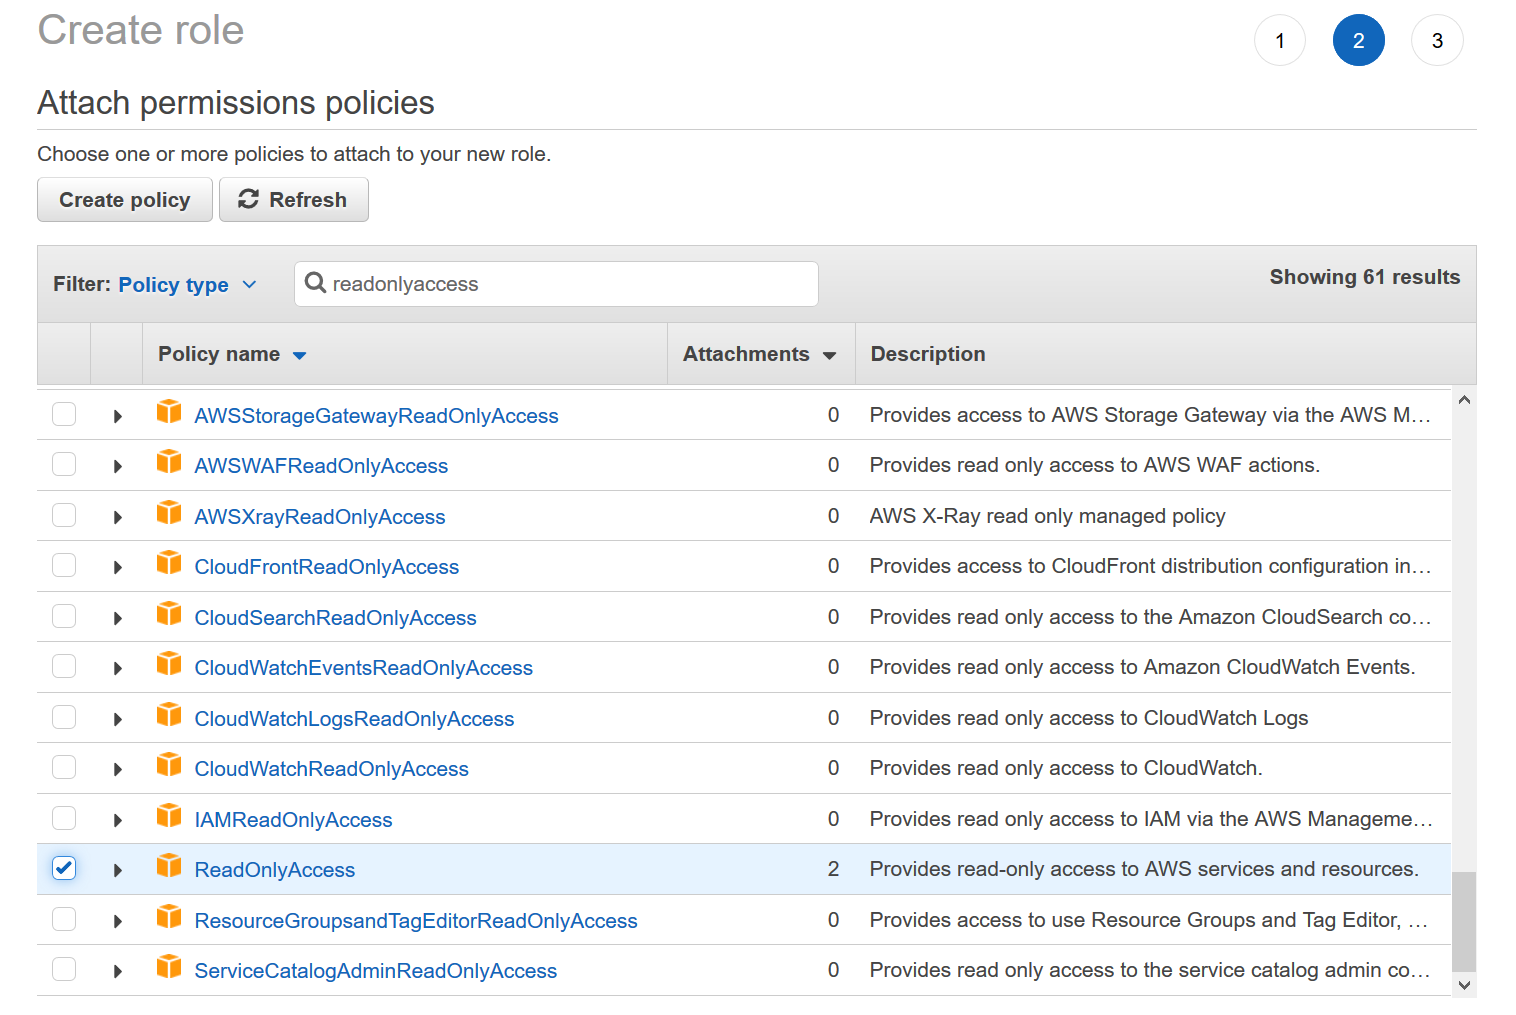 Create role
1 2 3
Attach permissions policies
Choose one or more policies to attach to your new role.
Create policy Refresh
Filter: Policy type readonlyaccess Showing 61 results
Policy name Attachments Description
AWSStorageGatewayReadOnlyAccess 0 Provides access to AWS Storage Gateway via the AWS M…
AWSWAFReadOnlyAccess 0 Provides read only access to AWS WAF actions.
AWSXrayReadOnlyAccess 0 AWS X-Ray read only managed policy
CloudFrontReadOnlyAccess 0 Provides access to CloudFront distribution configuration in…
CloudSearchReadOnlyAccess 0 Provides read only access to the Amazon CloudSearch co…
CloudWatchEventsReadOnlyAccess 0 Provides read only access to Amazon CloudWatch Events.
CloudWatchLogsReadOnlyAccess 0 Provides read only access to CloudWatch Logs
CloudWatchReadOnlyAccess 0 Provides read only access to CloudWatch.
IAMReadOnlyAccess 0 Provides read only access to IAM via the AWS Manageme…
ReadOnlyAccess 2 Provides read-only access to AWS services and resources.
ResourceGroupsandTagEditorReadOnlyAccess 0 Provides access to use Resource Groups and Tag Editor, …
ServiceCatalogAdminReadOnlyAccess 0 Provides read only access to the service catalog admin co…